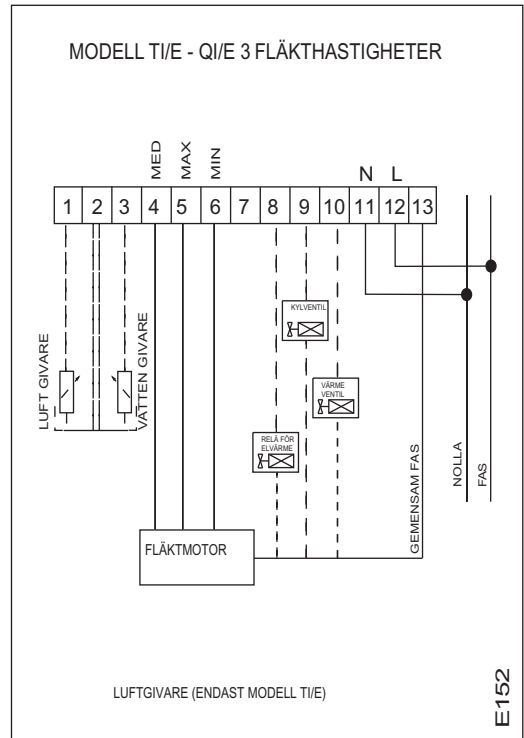 MODELL TI/E - QI/E 3 FLÄKTHASTIGHETER
MED
MAX
MIN
N L
1 2 3 4 5 6 7 8 9 10 11 12 13
KYLVENTIL
LUFT GIVARE
VATTEN GIVARE
VÄRME
VENTIL
RELÄ FÖR
ELVÄRME
GEMENSAM FAS
NOLLA
FAS
FLÄKTMOTOR
LUFTGIVARE (ENDAST MODELL TI/E)
E152